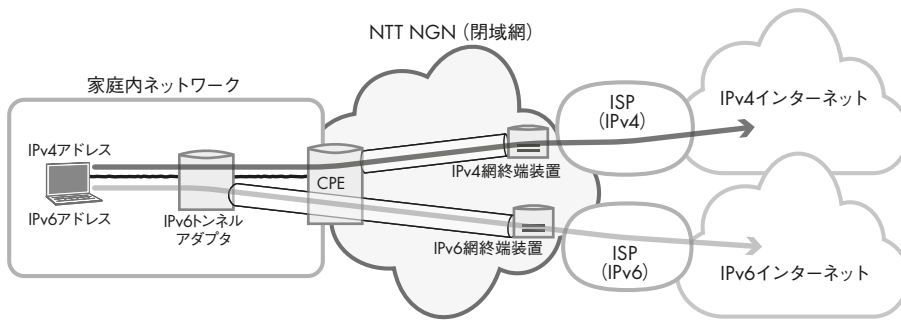 NTT NGN（閉域網）
家庭内ネットワーク
ISP
(IPv4)
IPv4インターネット
IPv4アドレス
CPE
IPv4網終端装置
IPv6アドレス
IPv6トンネル
アダプタ
IPv6網終端装置
ISP
(IPv6)
IPv6インターネット